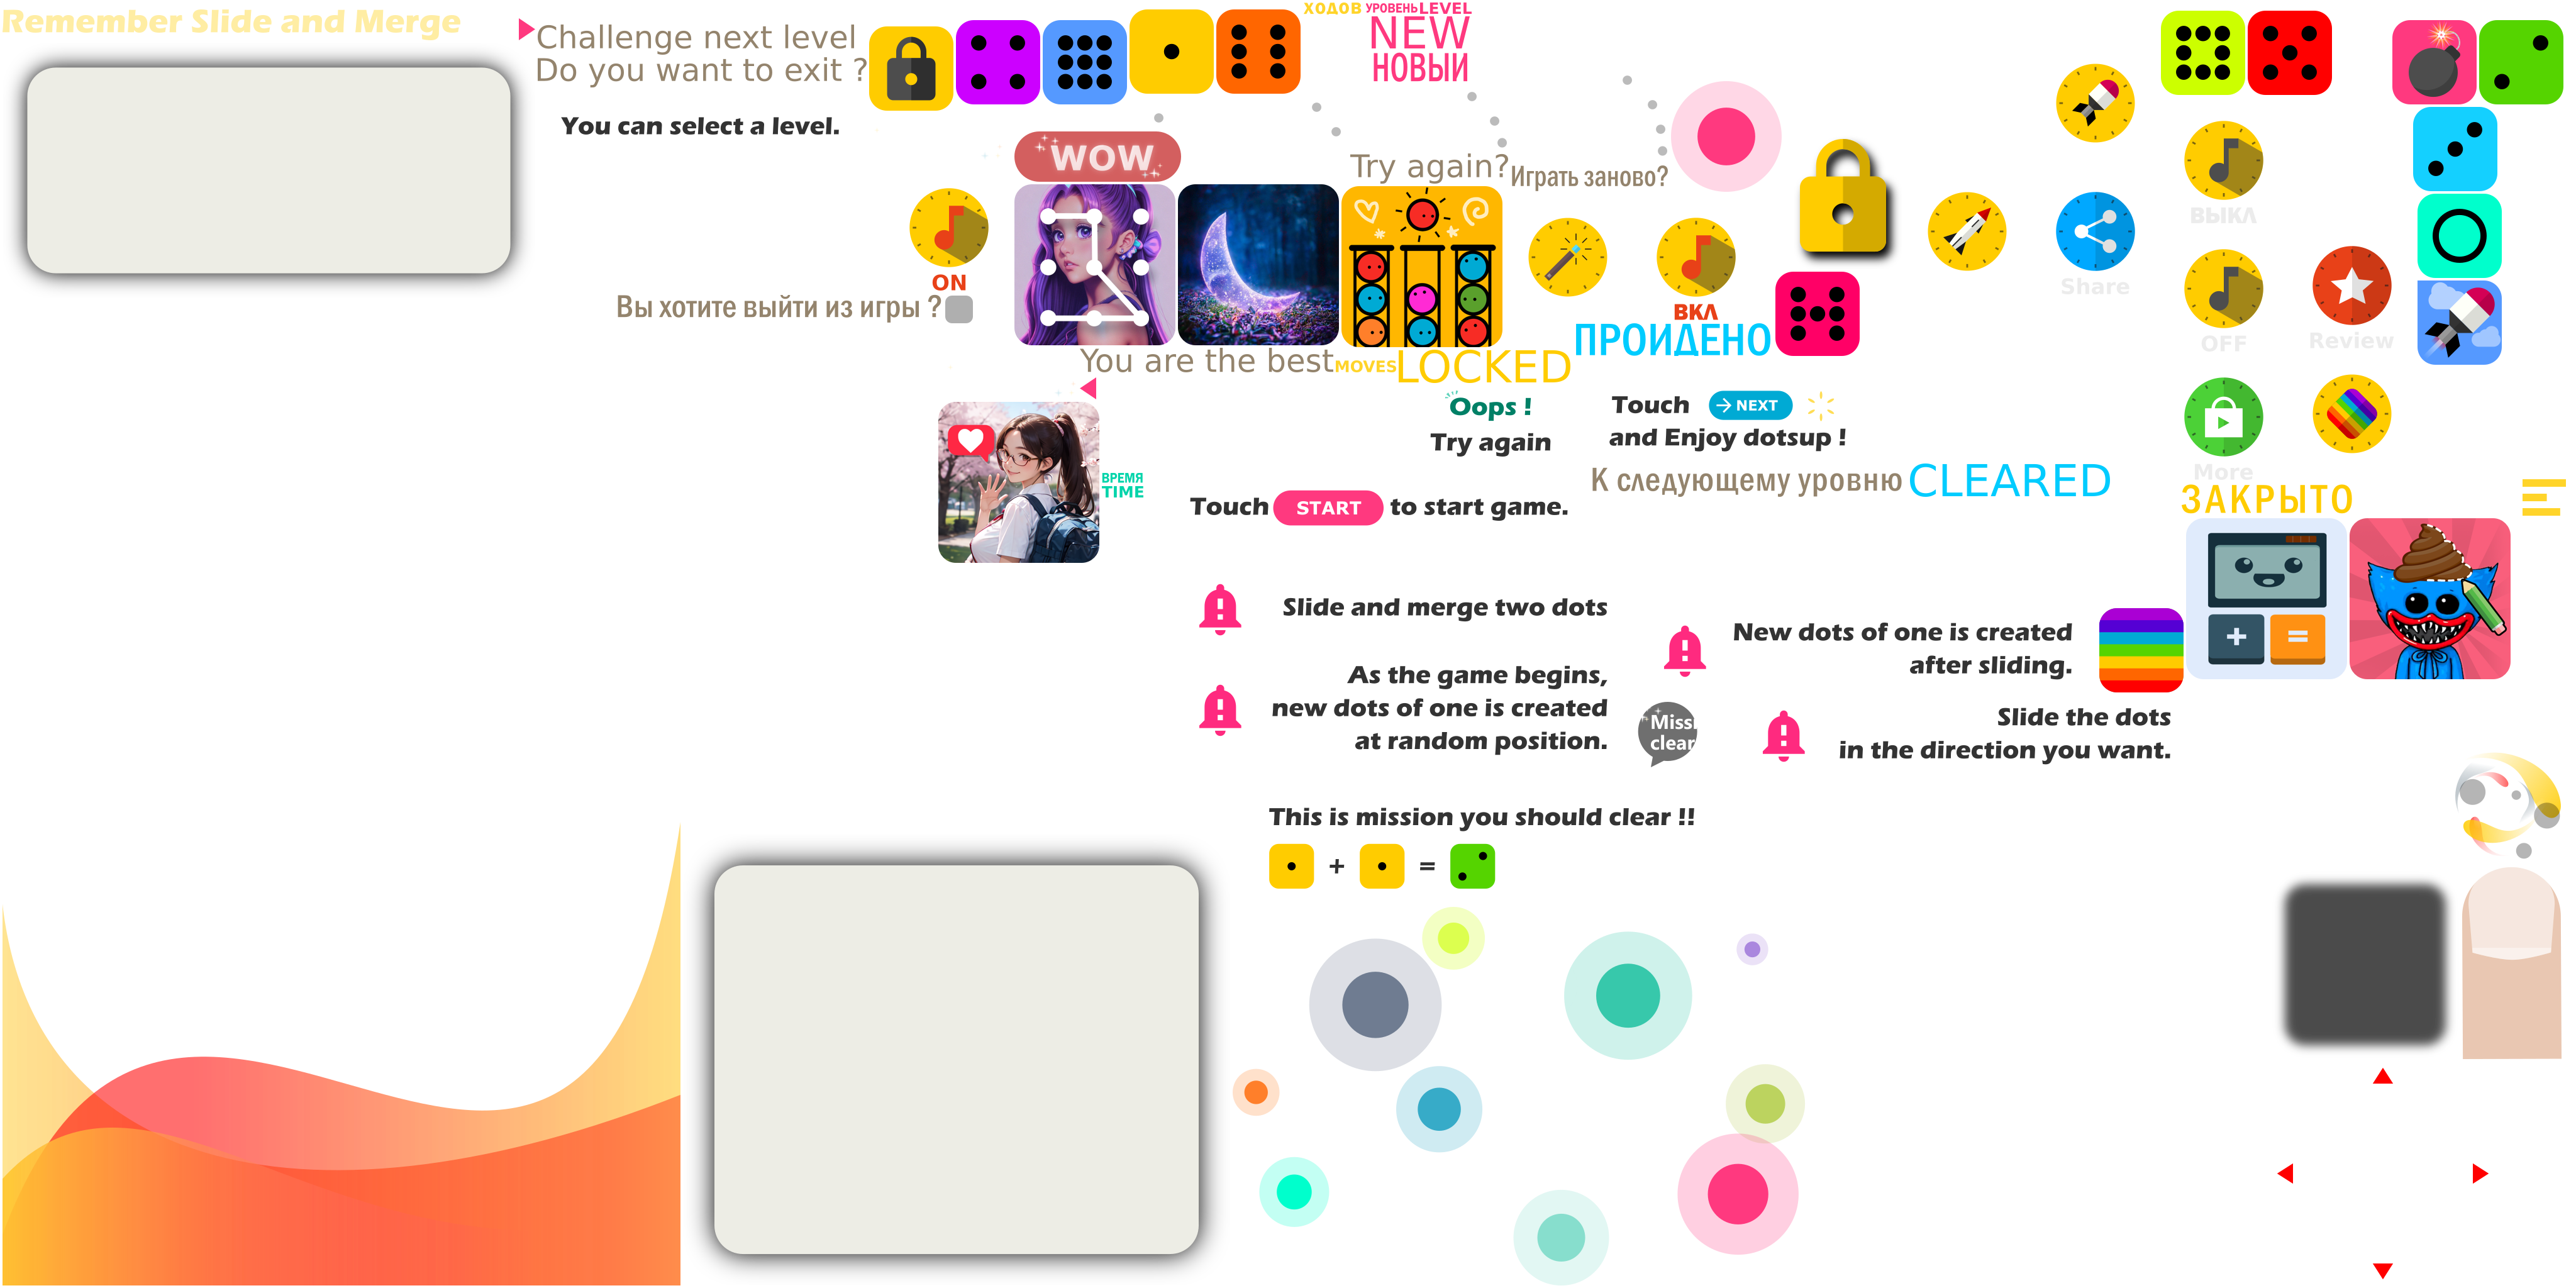 Remember Slide and Merge
Challenge next level
Do you want to exit ?
You can select a level.
ХОДОВ
УРОВЕНЬ
LEVEL
NEW
НОВЫЙ
WOW
Try again?
Играть заново?
ON
Вы хотите выйти из игры ?
ВКЛ
ПРОЙДЕНО
ВЫКЛ
Share
OFF
Review
You are the best
MOVES
LOCKED
Oops !
Try again
Touch
NEXT
and Enjoy dotsup !
ВРЕМЯ
TIME
К следующему уровню
CLEARED
More
ЗАКРЫТО
Touch START to start game.
Slide and merge two dots
New dots of one is created
after sliding.
As the game begins,
new dots of one is created
at random position.
clear
Slide the dots
in the direction you want.
This is mission you should clear !!
+ =